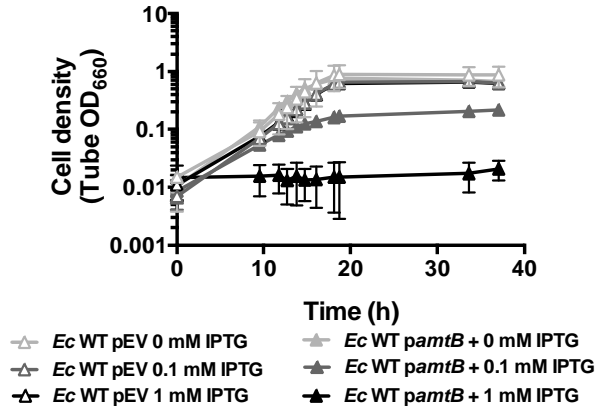 10
1
0.1
0.01
0.001
Cell density
(Tube OD660)
0
10
20
30
40
Time (h)
Ec WT pEV 0 mM IPTG
Ec WT pEV 0.1 mM IPTG
Ec WT pEV 1 mM IPTG
Ec WT pamtB + 0 mM IPTG
Ec WT pamtB + 0.1 mM IPTG
Ec WT pamtB + 1 mM IPTG